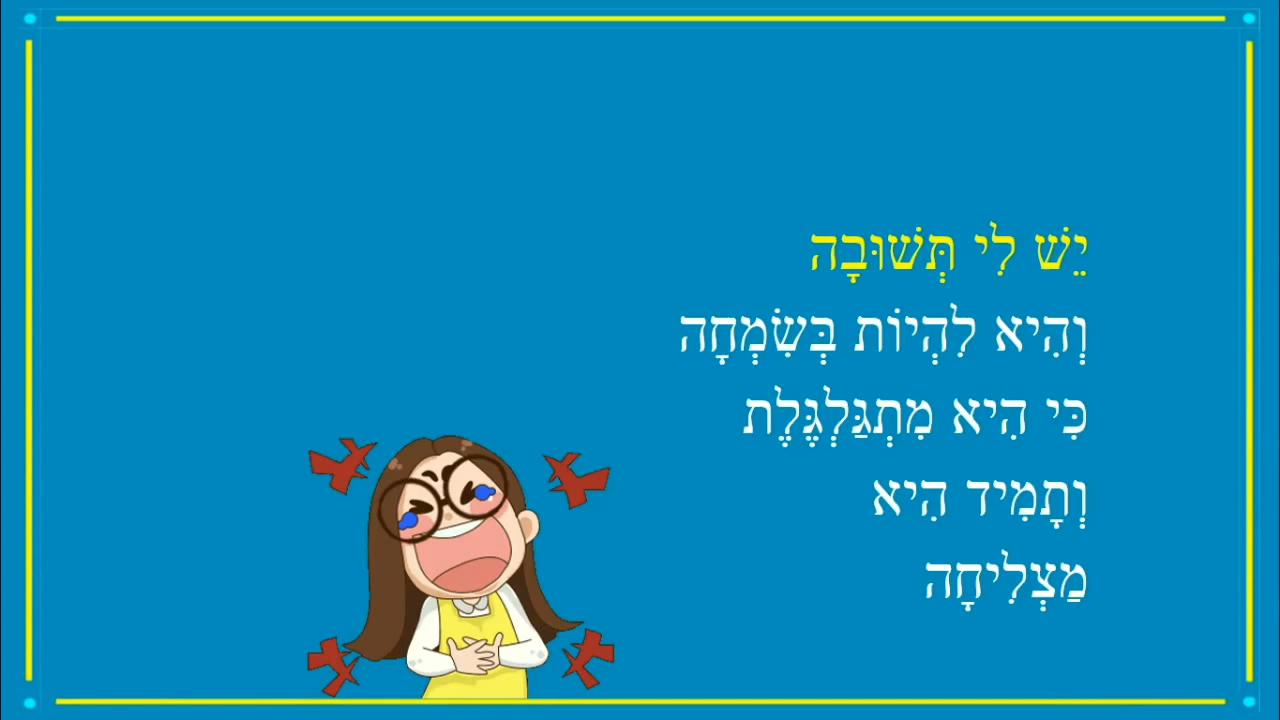 יֵשׁ לִי תְּשׁוּבָה
וְהִיא לִהְיוֹת בְּשִׂמְחָה
כִּי הִיא מִתְגַּלְגֶּלֶת
וְתָמִיד הִיא
מַצְלִיחָה